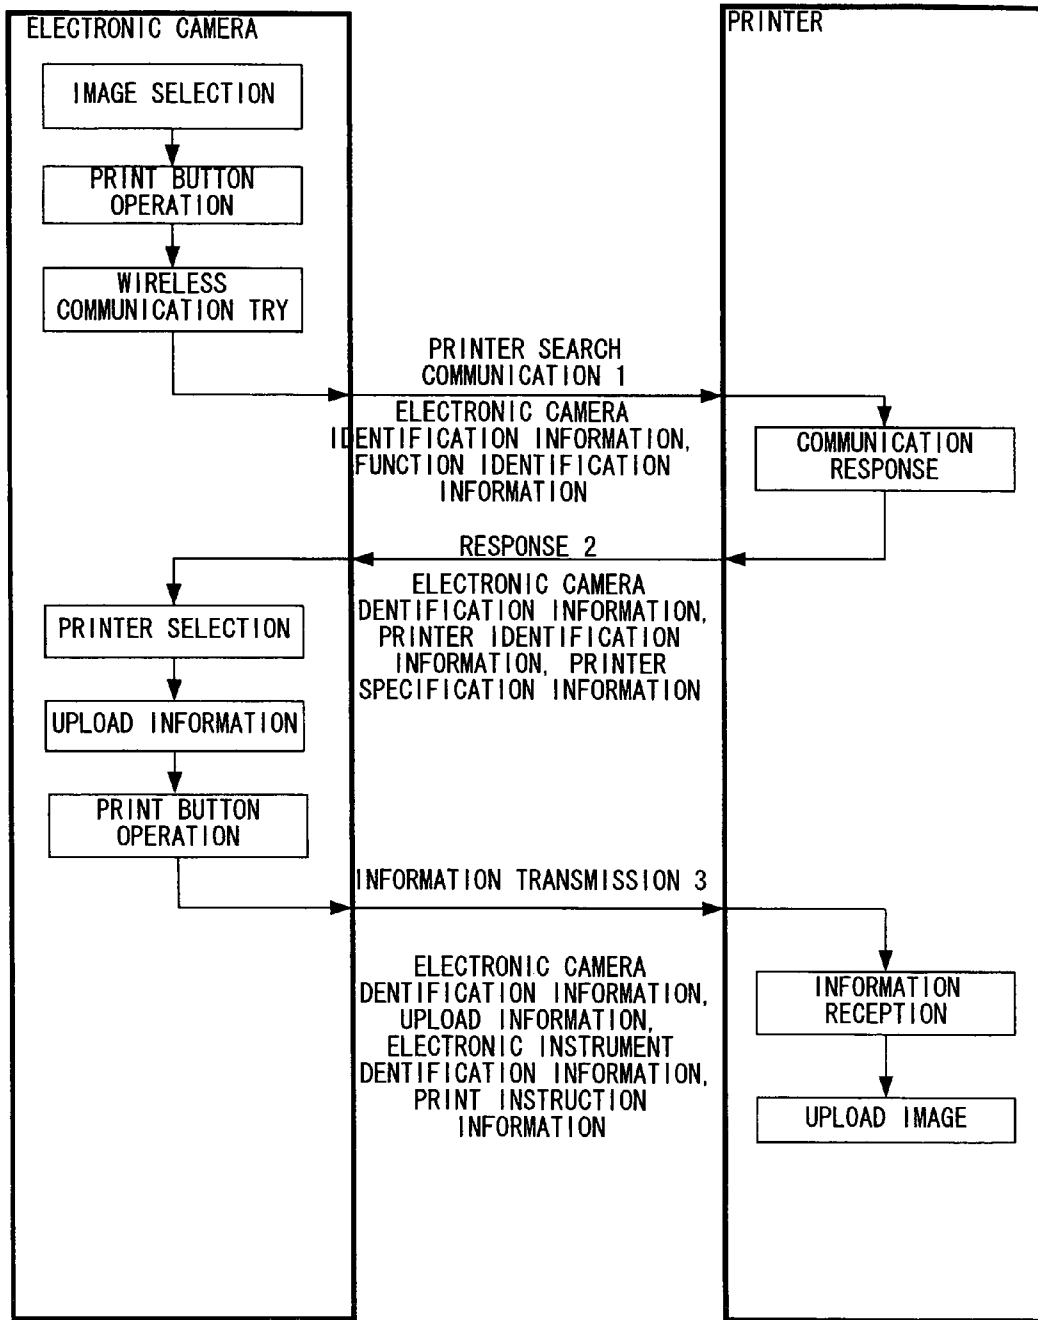 ELECTRONIC CAMERA
PRINTER
IMAGE SELECTION
PRINT BUTTON
OPERATION
WIRELESS
COMMUNICATION TRY
PRINTER SEARCH
COMMUNICATION 1
ELECTRONIC CAMERA
IDENTIFICATION INFORMATION,
FUNCTION IDENTIFICATION
INFORMATION
COMMUNICATION
RESPONSE
RESPONSE 2
ELECTRONIC CAMERA
DENTIFICATION INFORMATION,
PRINTER IDENTIFICATION
INFORMATION, PRINTER
SPECIFICATION INFORMATION
PRINTER SELECTION
UPLOAD INFORMATION
PRINT BUTTON
OPERATION
INFORMATION TRANSMISSION 3
ELECTRONIC CAMERA
DENTIFICATION INFORMATION,
UPLOAD INFORMATION,
ELECTRONIC INSTRUMENT
DENTIFICATION INFORMATION,
PRINT INSTRUCTION
INFORMATION
INFORMATION
RECEPTION
UPLOAD IMAGE